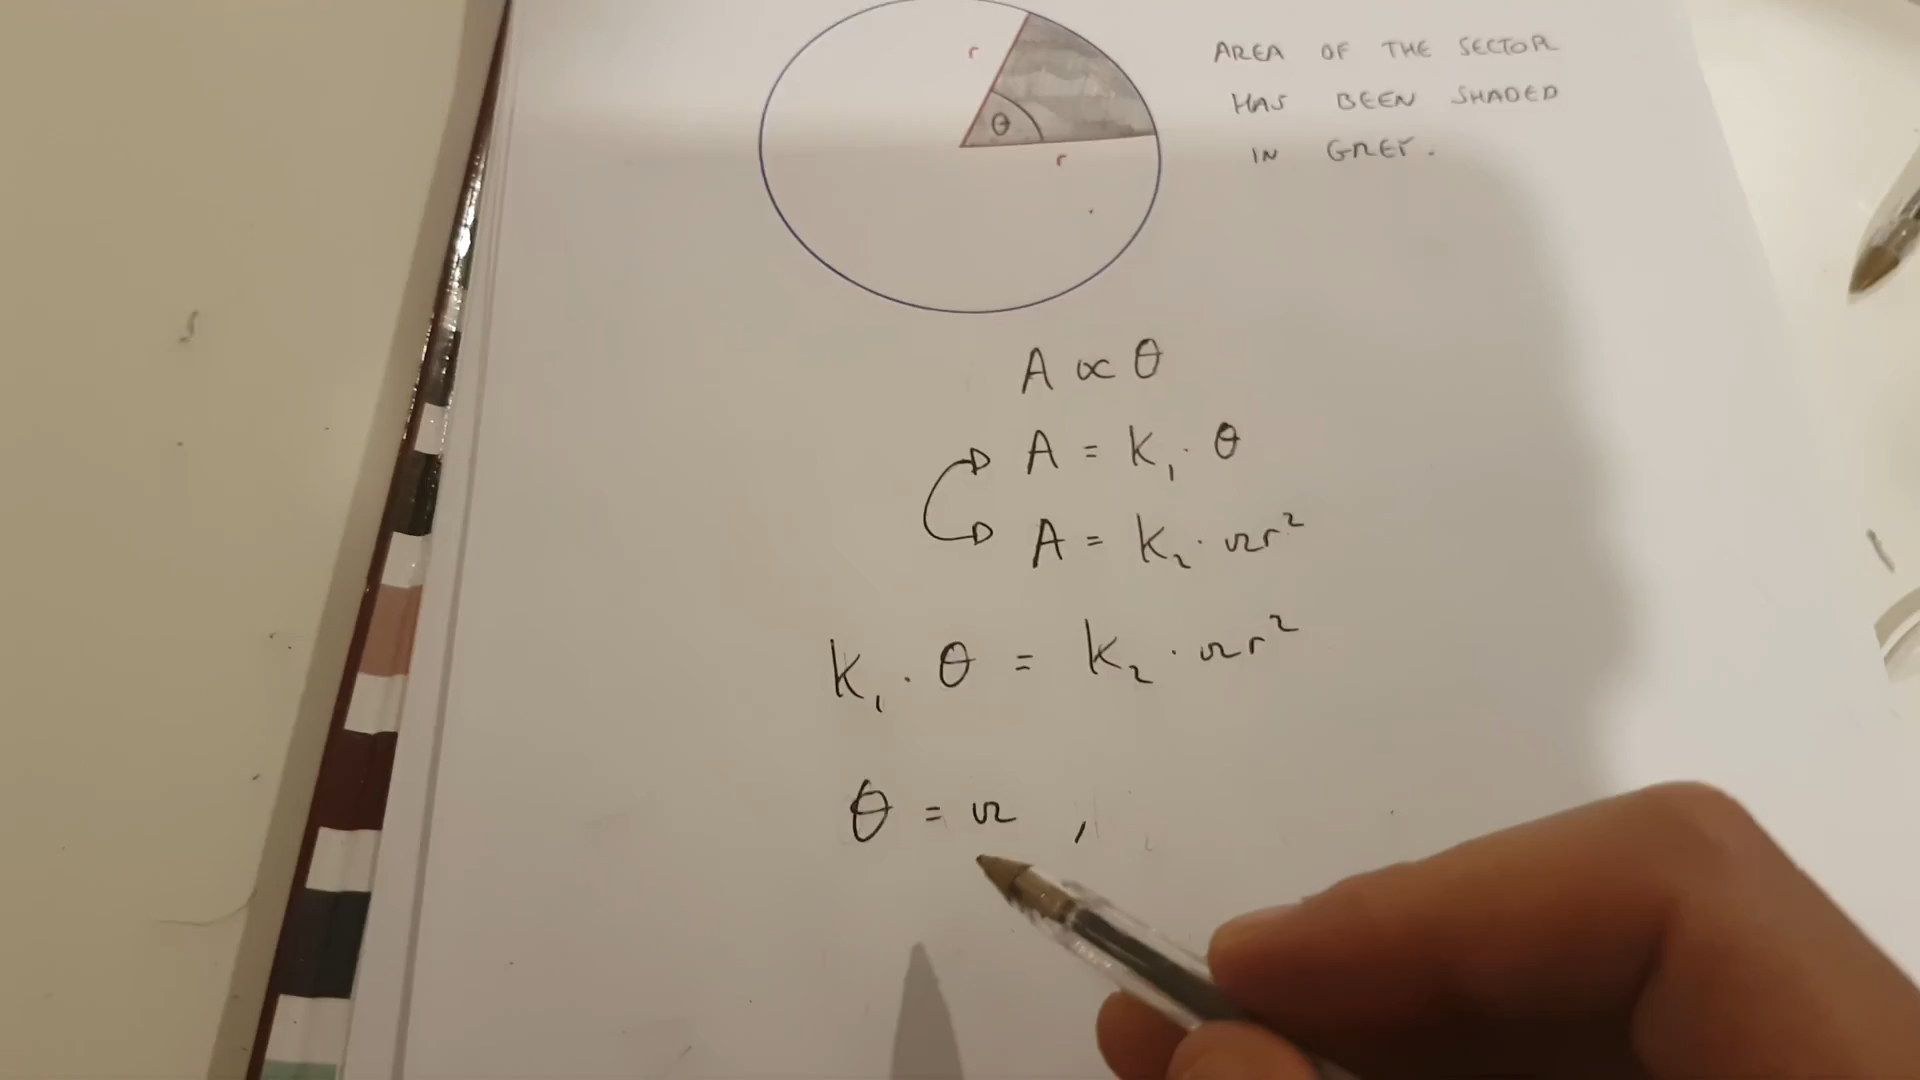 r
AREA OF THE SECTOR
HAS BEEN SHADED
IN GREY.
θ
r
A ∝ θ
A = K₁ · θ
A = K₂ · πr²
K₁ · θ = K₂ · πr²
θ = π ,